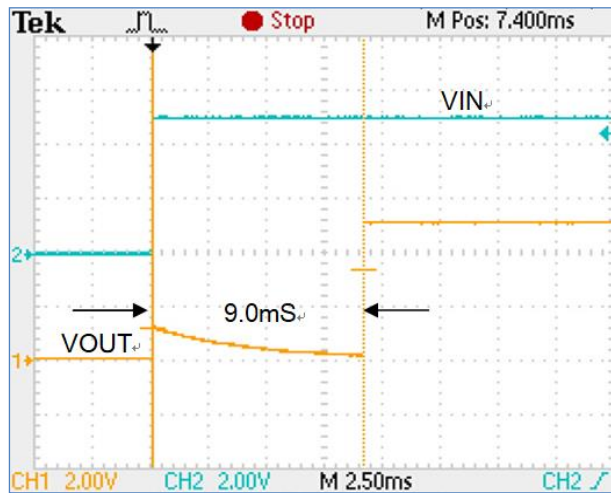 Tek Stop M Pos: 7.400ms
VIN
2
9.0mS
VOUT
1
CH1 2.00V CH2 2.00V M 2.50ms CH2